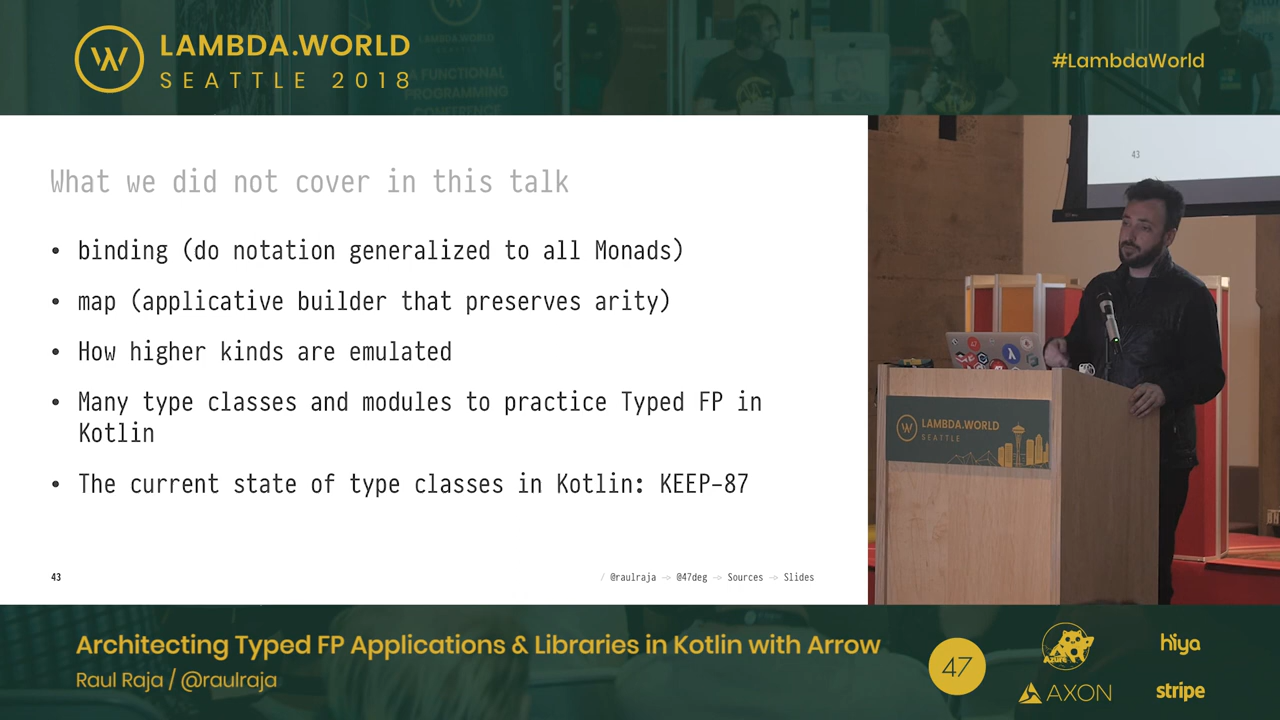 LAMBDA.WORLD
SEATTLE 2018
#LambdaWorld
A FUNCTIONAL
PROGRAMMING
CONFERENCE
What we did not cover in this talk
• binding (do notation generalized to all Monads)
• map (applicative builder that preserves arity)
• How higher kinds are emulated
• Many type classes and modules to practice Typed FP in
Kotlin
• The current state of type classes in Kotlin: KEEP-87
43
/ @raulraja -> @47deg -> Sources -> Slides
43
LAMBDA.WORLD
SEATTLE
Architecting Typed FP Applications & Libraries in Kotlin with Arrow
Raul Raja / @raulraja
47
Azure
hiya
AXON
stripe